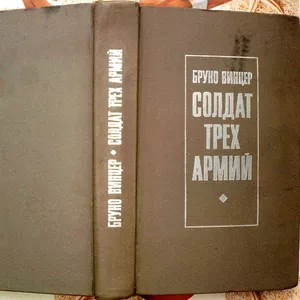 БРУНО ВИНЦЕР • СОЛДАТ ТРЕХ АРМИЙ
БРУНО ВИНЦЕР
СОЛДАТ
ТРЕХ
АРМИЙ